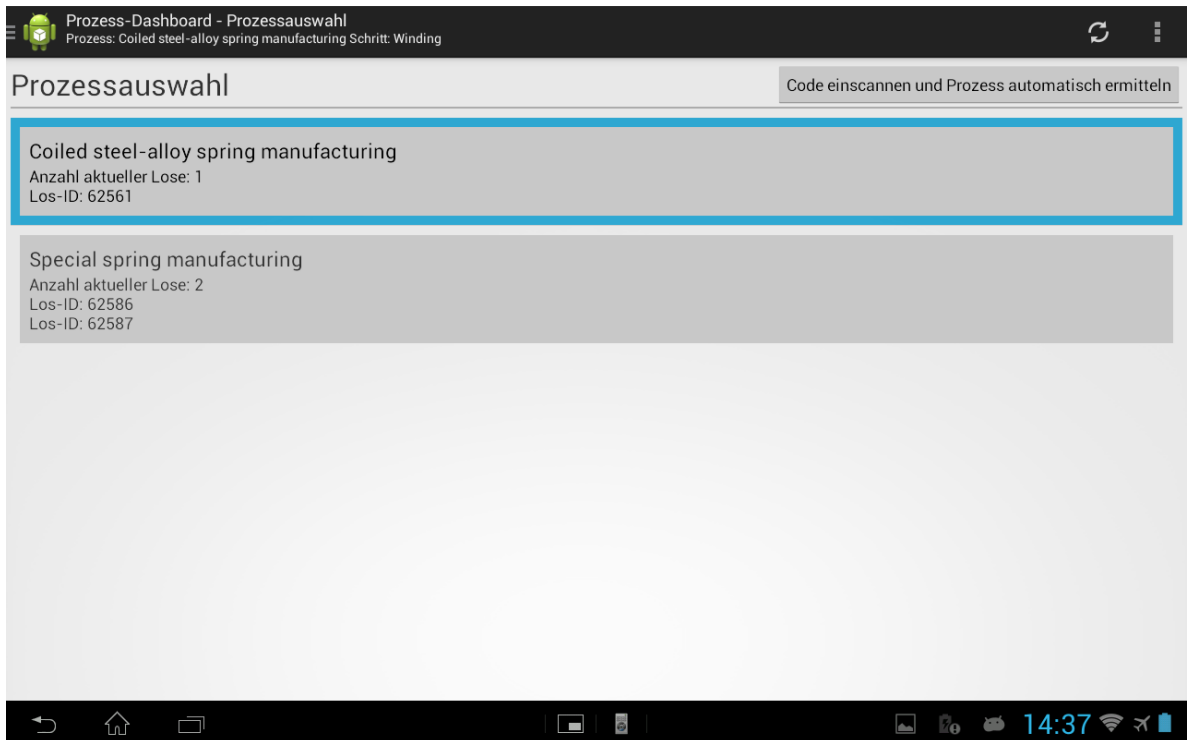 Prozess-Dashboard - Prozessauswahl
Prozess: Coiled steel-alloy spring manufacturing Schritt: Winding
Prozessauswahl
Code einscannen und Prozess automatisch ermitteln
Coiled steel-alloy spring manufacturing
Anzahl aktueller Lose: 1
Los-ID: 62561
Special spring manufacturing
Anzahl aktueller Lose: 2
Los-ID: 62586
Los-ID: 62587
14:37